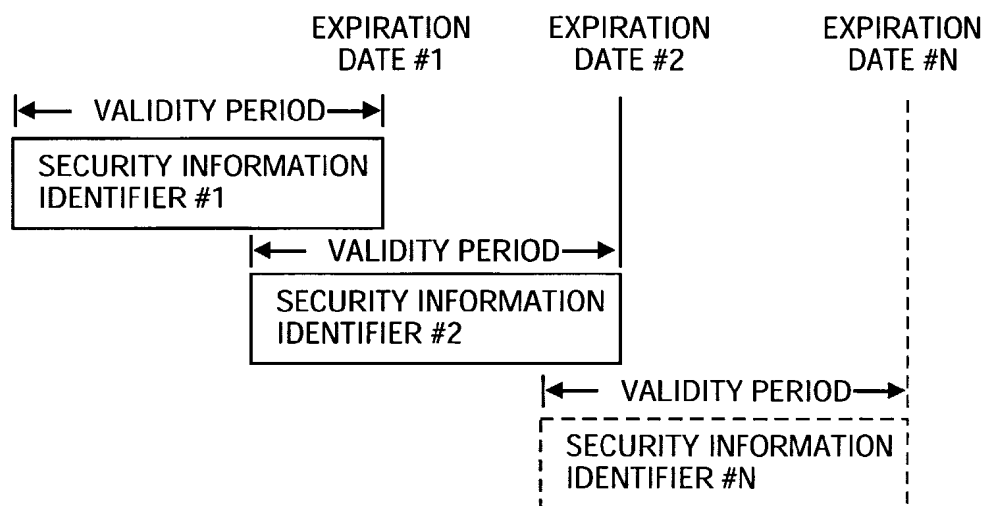 EXPIRATION DATE #1
EXPIRATION DATE #2
EXPIRATION DATE #N
VALIDITY PERIOD
SECURITY INFORMATION
IDENTIFIER #1
VALIDITY PERIOD
SECURITY INFORMATION
IDENTIFIER #2
VALIDITY PERIOD
SECURITY INFORMATION
IDENTIFIER #N